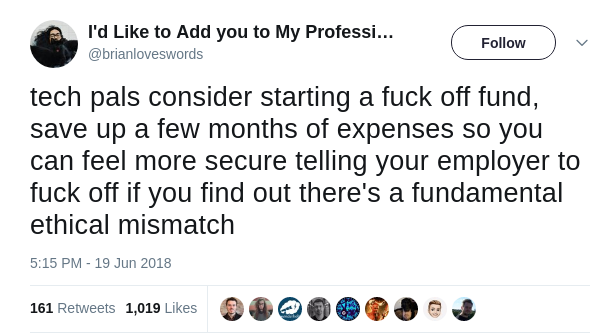 I'd Like to Add you to My Professi...
@brianloveswords
Follow
tech pals consider starting a fuck off fund,
save up a few months of expenses so you
can feel more secure telling your employer to
fuck off if you find out there's a fundamental
ethical mismatch
5:15 PM - 19 Jun 2018
161 Retweets 1,019 Likes